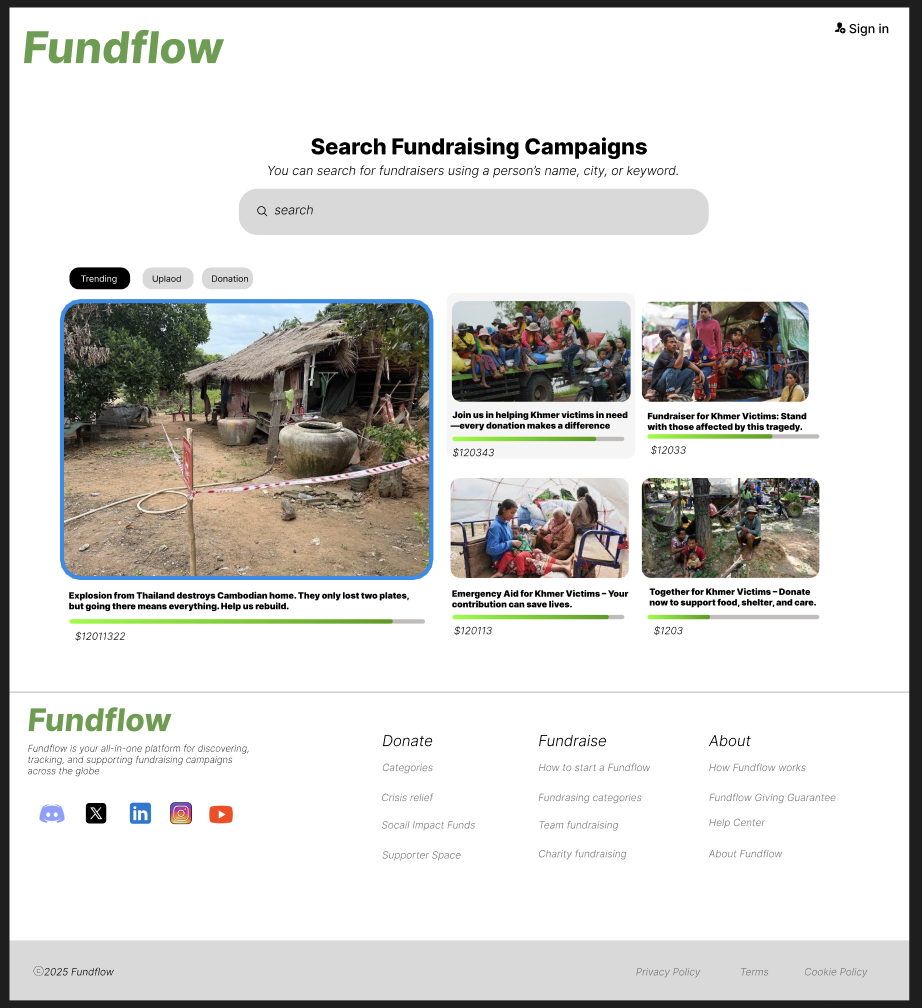 Fundflow
Sign in
Search Fundraising Campaigns
You can search for fundraisers using a person's name, city, or keyword.
search
Trending
Uplaod
Donation
Explosion from Thailand destroys Cambodian home. They only lost two plates,
but going there means everything. Help us rebuild.
$12011322
Join us in helping Khmer victims in need
—every donation makes a difference
$120343
Fundraiser for Khmer Victims: Stand
with those affected by this tragedy.
$12033
Emergency Aid for Khmer Victims – Your
contribution can save lives.
$120113
Together for Khmer Victims – Donate
now to support food, shelter, and care.
$1203
Fundflow
Fundflow is your all-in-one platform for discovering,
tracking, and supporting fundraising campaigns
across the globe
Donate
Categories
Crisis relief
Socail Impact Funds
Supporter Space
Fundraise
How to start a Fundflow
Fundrasing categories
Team fundraising
Charity fundraising
About
How Fundflow works
Fundflow Giving Guarantee
Help Center
About Fundflow
©2025 Fundflow
Privacy Policy
Terms
Cookie Policy